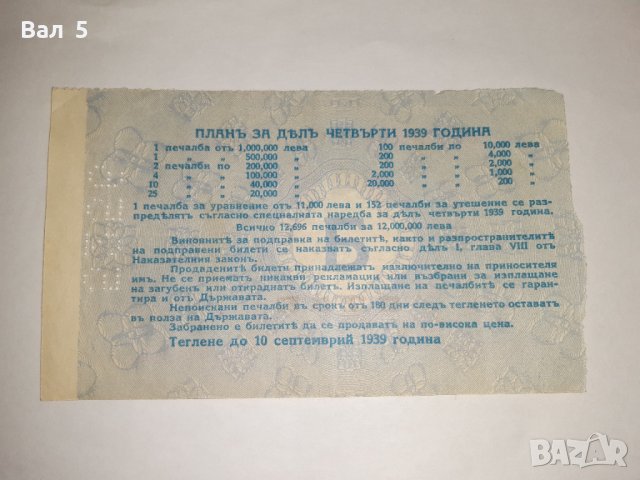 Вал 5
ПЛАНЪ ЗА ДѢЛЪ ЧЕТВЪРТИ 1939 ГОДИНА
1 печалба отъ 1,000,000 лева 100 печалби по 10,000 лева
1 " " 500,000 " 200 " " 4,000 "
2 печалби по 200,000 " 200 " " 2,000 "
4 " " 100,000 " 2,000 " " 1,000 "
10 " " 40,000 " 20,000 " " 200 "
25 " " 20,000 "
1 печалба за уравнение отъ 11,000 лева и 152 печалби за утешение се раз-
предѣлятъ съгласно специалната наредба за дѣлъ четвърти 1939 година.
Всичко 12,696 печалби за 12,000,000 лева
Виновнитѣ за подправка на билетитѣ, както и разпространителитѣ
на подправени билети се наказватъ съгласно дѣлъ I, глава VIII отъ
Наказателния законъ.
Продаденитѣ билети принадлежатъ изключително на приносителя
имъ. Не се приематъ никакви рекламации или възбрани за изплащане
на загубенъ или откраднатъ билетъ. Изплащане на печалбитѣ се гаран-
тира и отъ Държавата.
Непоискани печалби въ срокъ отъ 180 дни следъ тегленето оставатъ
въ полза на Държавата.
Забранено е билетитѣ да се продаватъ на по-висока цена.
Теглене до 10 септемврий 1939 година
BAZAR